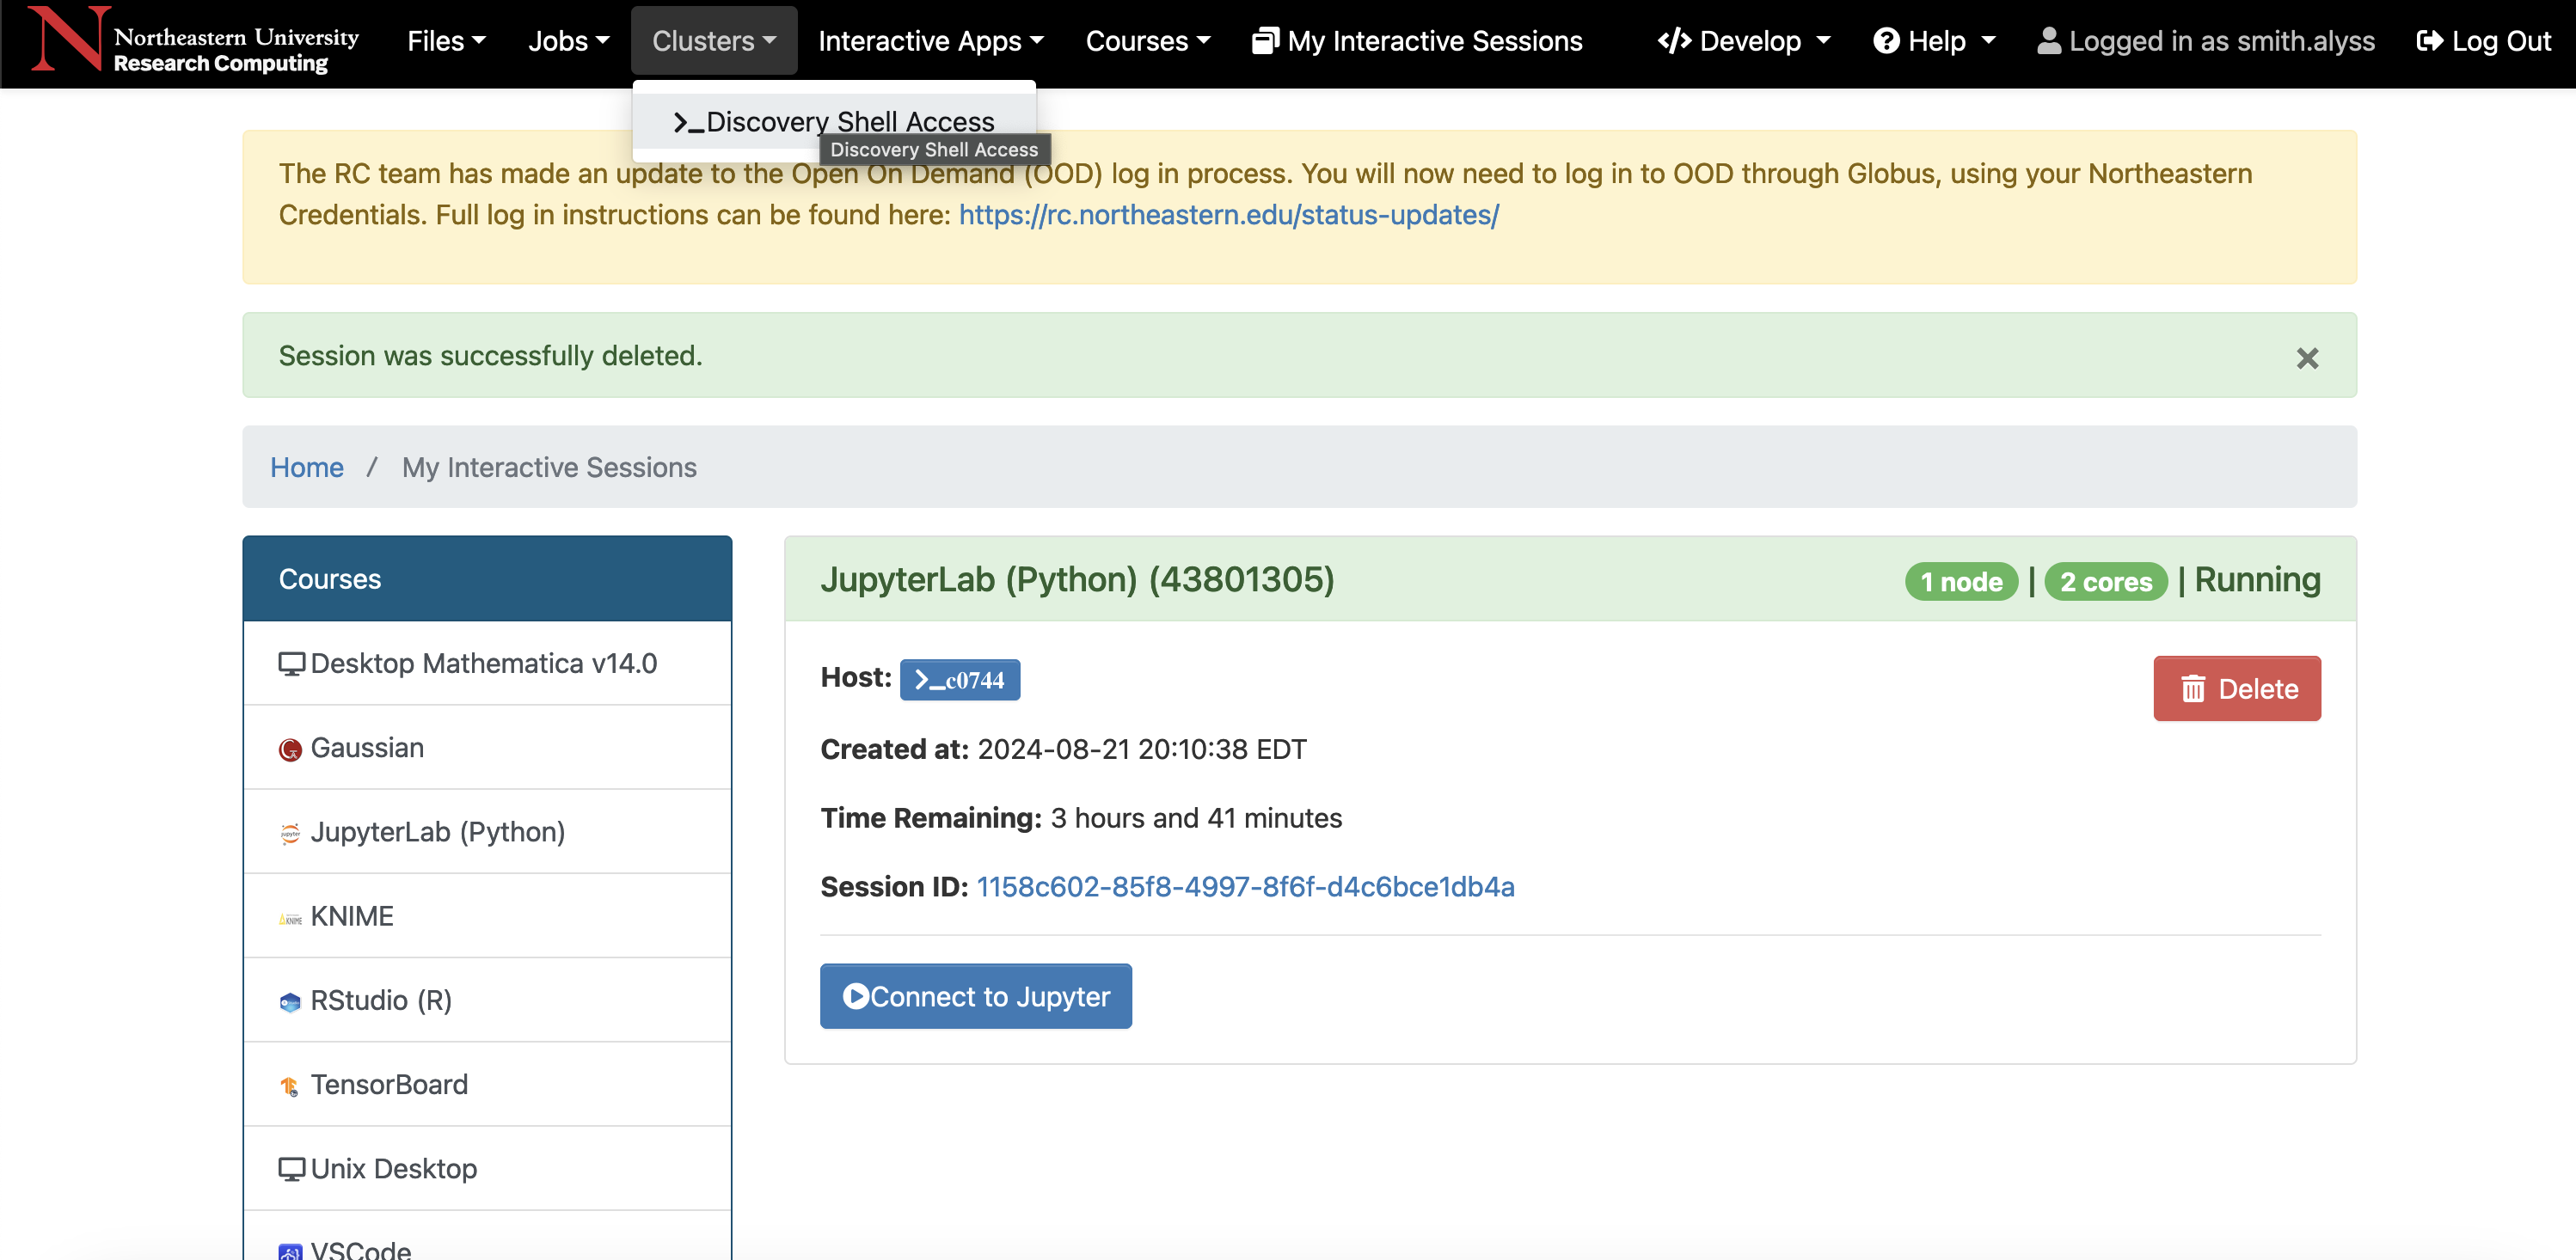 Northeastern University
Research Computing
Files
Jobs
Clusters
Interactive Apps
Courses
My Interactive Sessions
Develop
Help
Logged in as smith.alyss
Log Out
Discovery Shell Access
Discovery Shell Access
The RC team has made an update to the Open On Demand (OOD) log in process. You will now need to log in to OOD through Globus, using your Northeastern
Credentials. Full log in instructions can be found here: https://rc.northeastern.edu/status-updates/
Session was successfully deleted.
×
Home / My Interactive Sessions
Courses
Desktop Mathematica v14.0
Gaussian
JupyterLab (Python)
KNIME
RStudio (R)
TensorBoard
Unix Desktop
VSCode
JupyterLab (Python) (43801305)
1 node | 2 cores | Running
Host: >_c0744
Delete
Created at: 2024-08-21 20:10:38 EDT
Time Remaining: 3 hours and 41 minutes
Session ID: 1158c602-85f8-4997-8f6f-d4c6bce1db4a
Connect to Jupyter